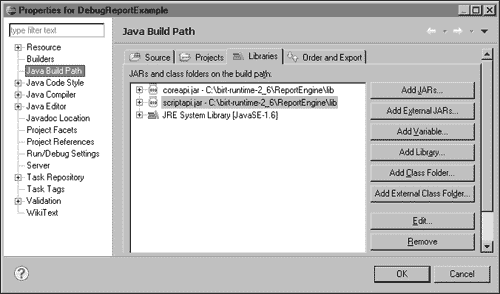 Properties for DebugReportExample
type filter text
Resource
Builders
Java Build Path
Java Code Style
Java Compiler
Java Editor
Javadoc Location
Project Facets
Project References
Run/Debug Settings
Server
Task Repository
Task Tags
Validation
WikiText
Java Build Path
Source
Projects
Libraries
Order and Export
JARs and class folders on the build path:
coreapi.jar - C:\birt-runtime-2_6\ReportEngine\lib
scriptapi.jar - C:\birt-runtime-2_6\ReportEngine\lib
JRE System Library [JavaSE-1.6]
Add JARs...
Add External JARs...
Add Variable...
Add Library...
Add Class Folder...
Add External Class Folder...
Edit...
Remove
OK
Cancel